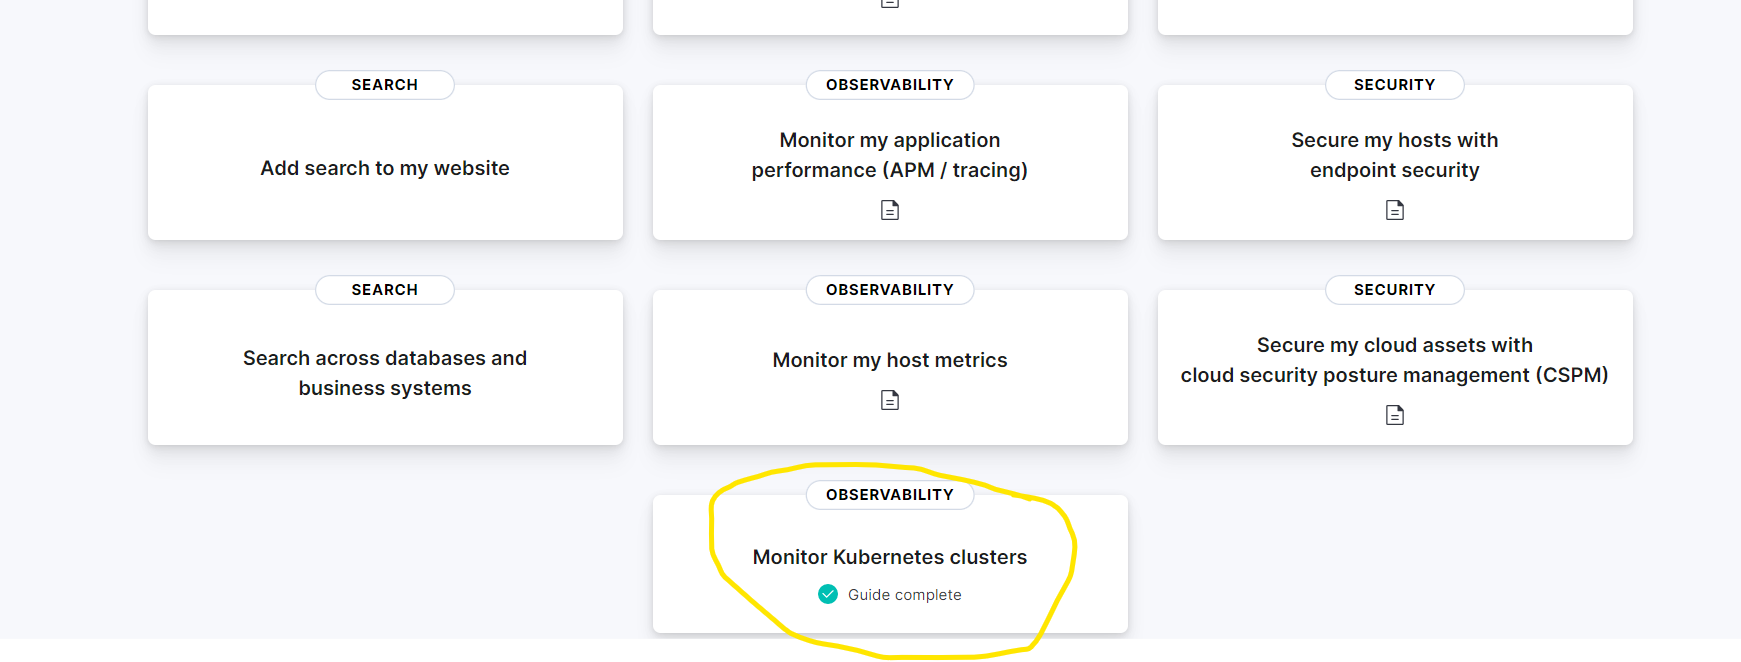 SEARCH
Add search to my website
OBSERVABILITY
Monitor my application
performance (APM / tracing)
SECURITY
Secure my hosts with
endpoint security
SEARCH
Search across databases and
business systems
OBSERVABILITY
Monitor my host metrics
SECURITY
Secure my cloud assets with
cloud security posture management (CSPM)
OBSERVABILITY
Monitor Kubernetes clusters
Guide complete